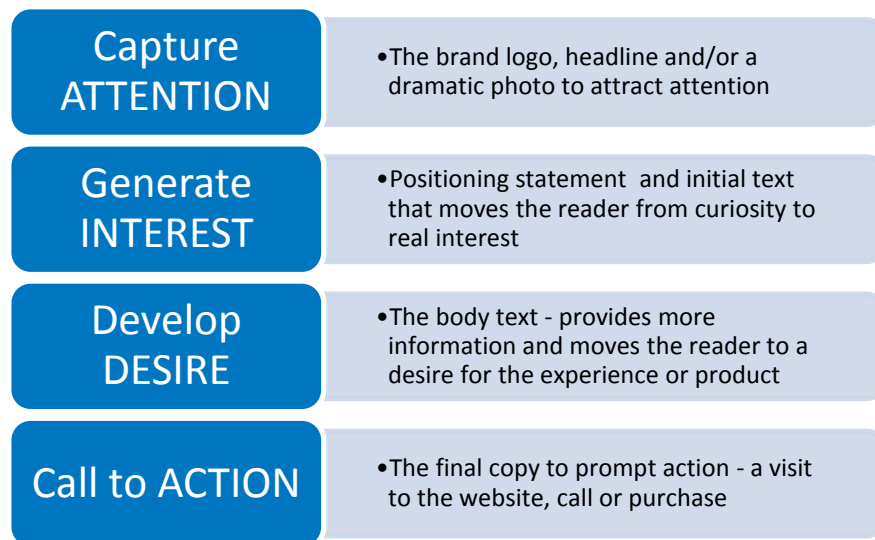 Capture
ATTENTION
•The brand logo, headline and/or a
dramatic photo to attract attention
Generate
INTEREST
•Positioning statement  and initial text
that moves the reader from curiosity to
real interest
Develop
DESIRE
•The body text - provides more
information and moves the reader to a
desire for the experience or product
Call to ACTION
•The final copy to prompt action - a visit
to the website, call or purchase